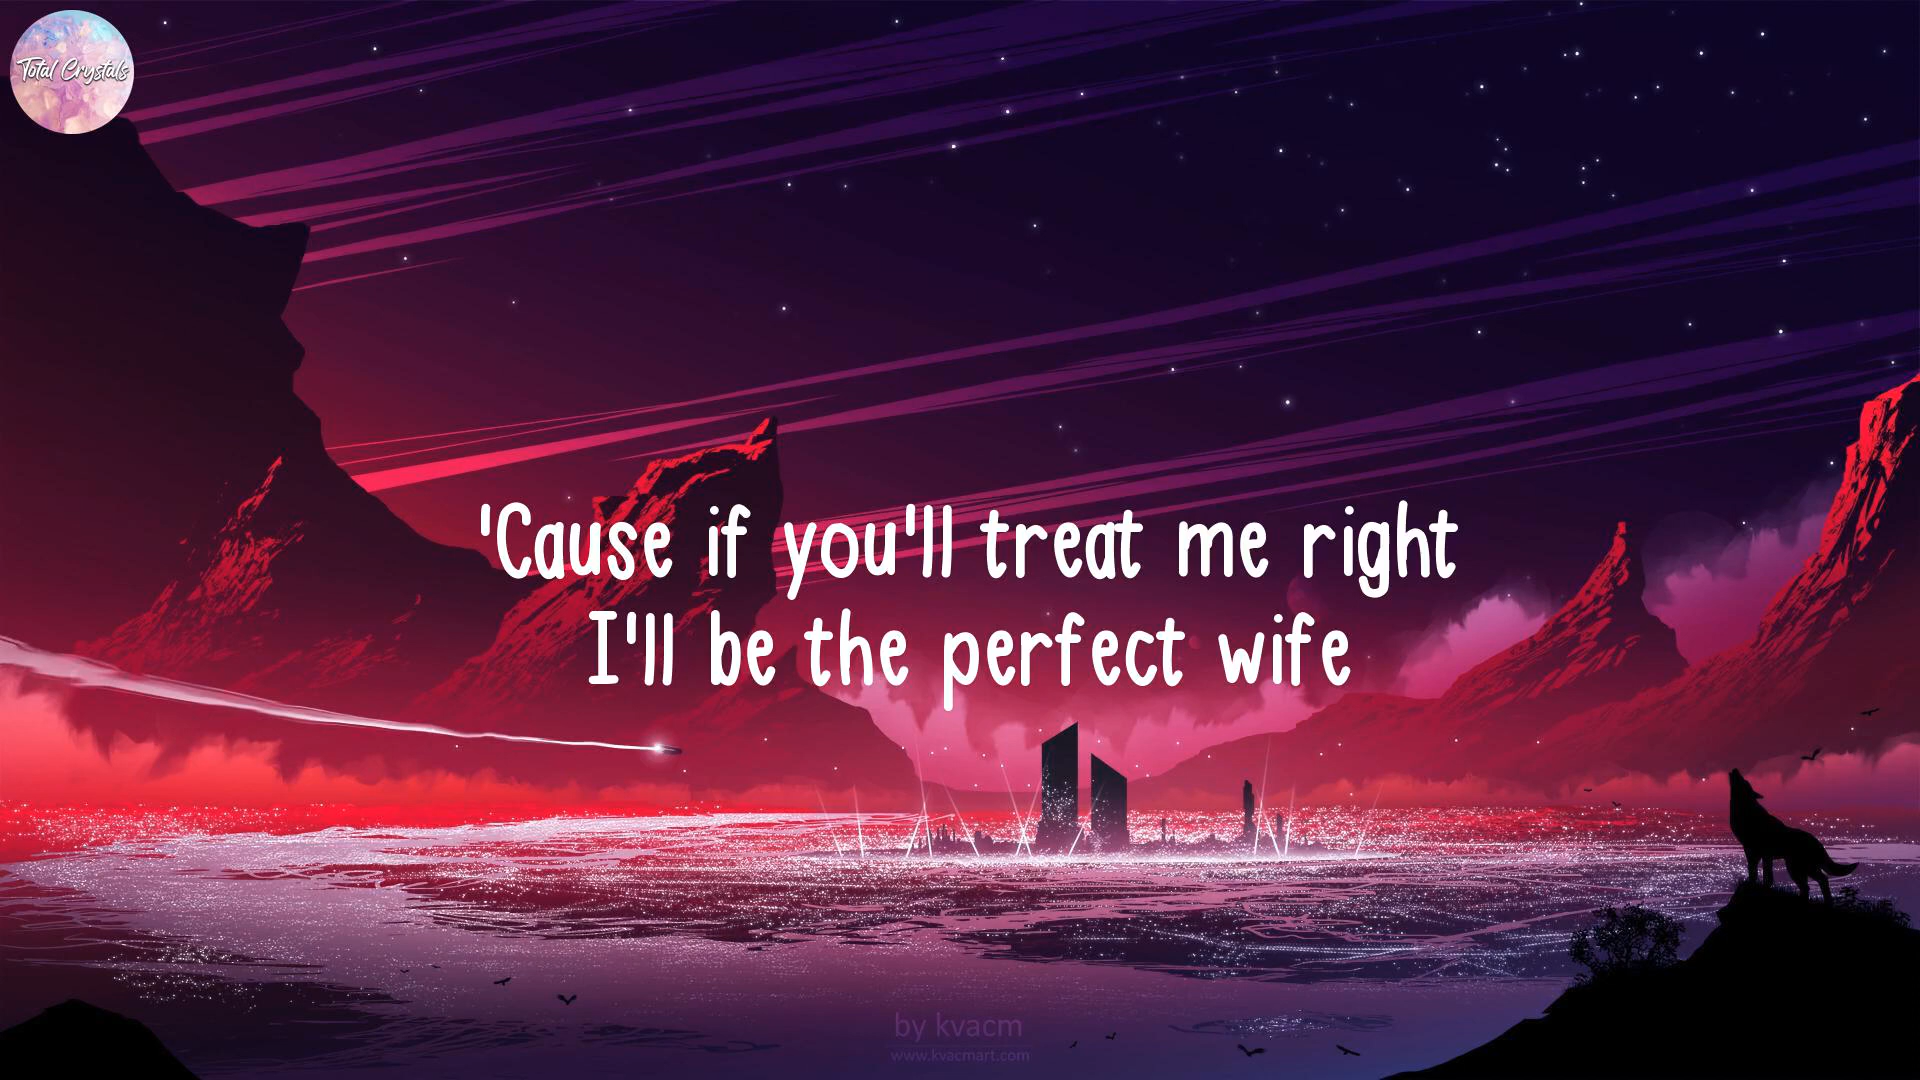 Total Crystals
'Cause if you'll treat me right
I'll be the perfect wife
by kvacm
www.kvacmart.com